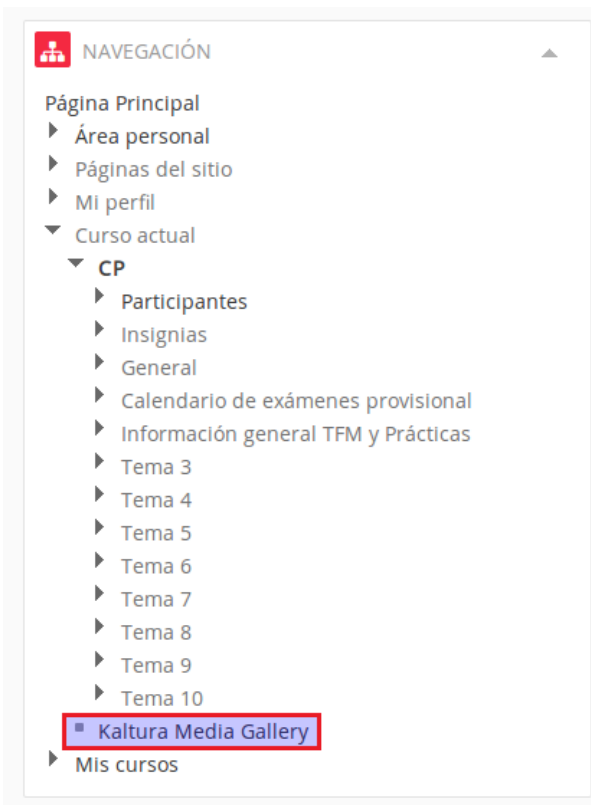 NAVEGACIÓN
Página Principal
Área personal
Páginas del sitio
Mi perfil
Curso actual
CP
Participantes
Insignias
General
Calendario de exámenes provisional
Información general TFM y Prácticas
Tema 3
Tema 4
Tema 5
Tema 6
Tema 7
Tema 8
Tema 9
Tema 10
Kaltura Media Gallery
Mis cursos